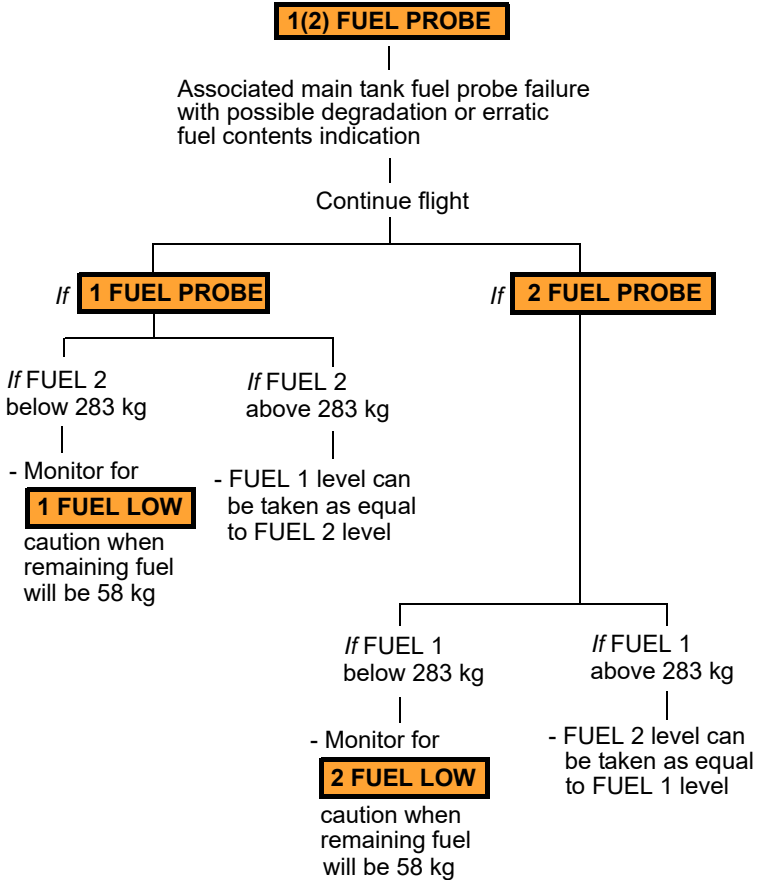 1(2) FUEL PROBE
Associated main tank fuel probe failure
with possible degradation or erratic
fuel contents indication
Continue flight
If 1 FUEL PROBE
If FUEL 2
below 283 kg
- Monitor for
1 FUEL LOW
caution when
remaining fuel
will be 58 kg
If FUEL 2
above 283 kg
- FUEL 1 level can
be taken as equal
to FUEL 2 level
If 2 FUEL PROBE
If FUEL 1
below 283 kg
- Monitor for
2 FUEL LOW
caution when
remaining fuel
will be 58 kg
If FUEL 1
above 283 kg
- FUEL 2 level can
be taken as equal
to FUEL 1 level